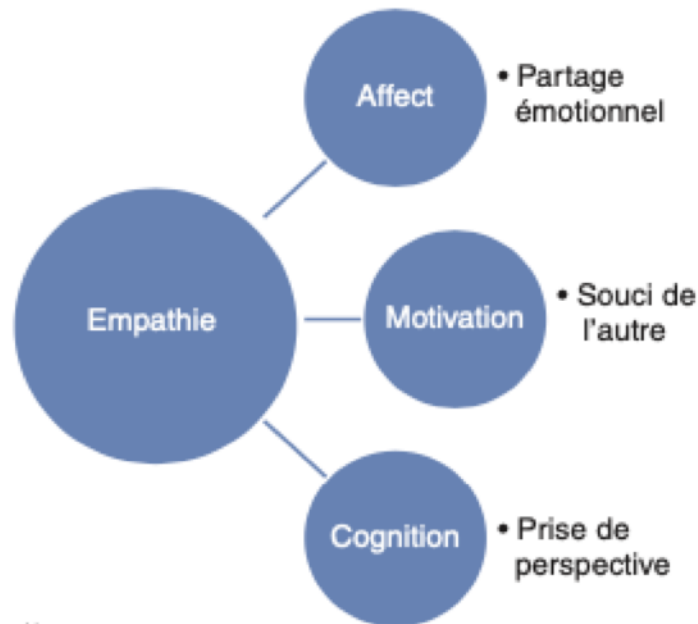 Affect
• Partage
émotionnel
Empathie
Motivation
• Souci de
l'autre
Cognition
• Prise de
perspective